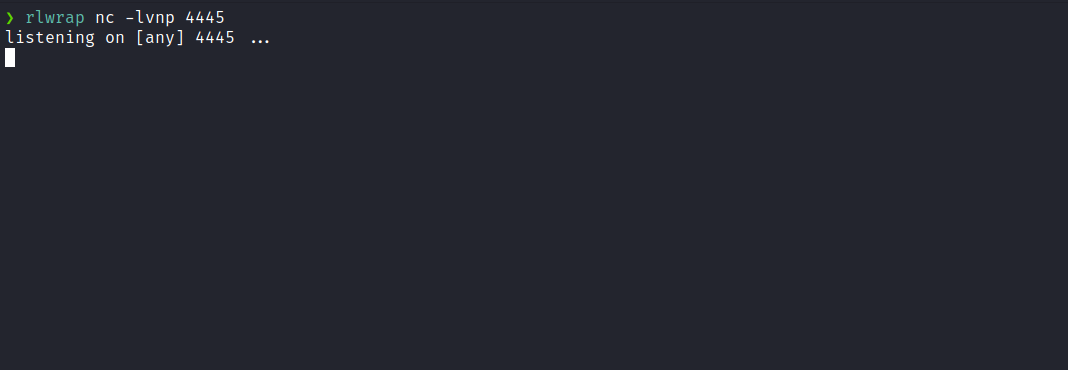 ❯ rlwrap nc -lvnp 4445
listening on [any] 4445 ...